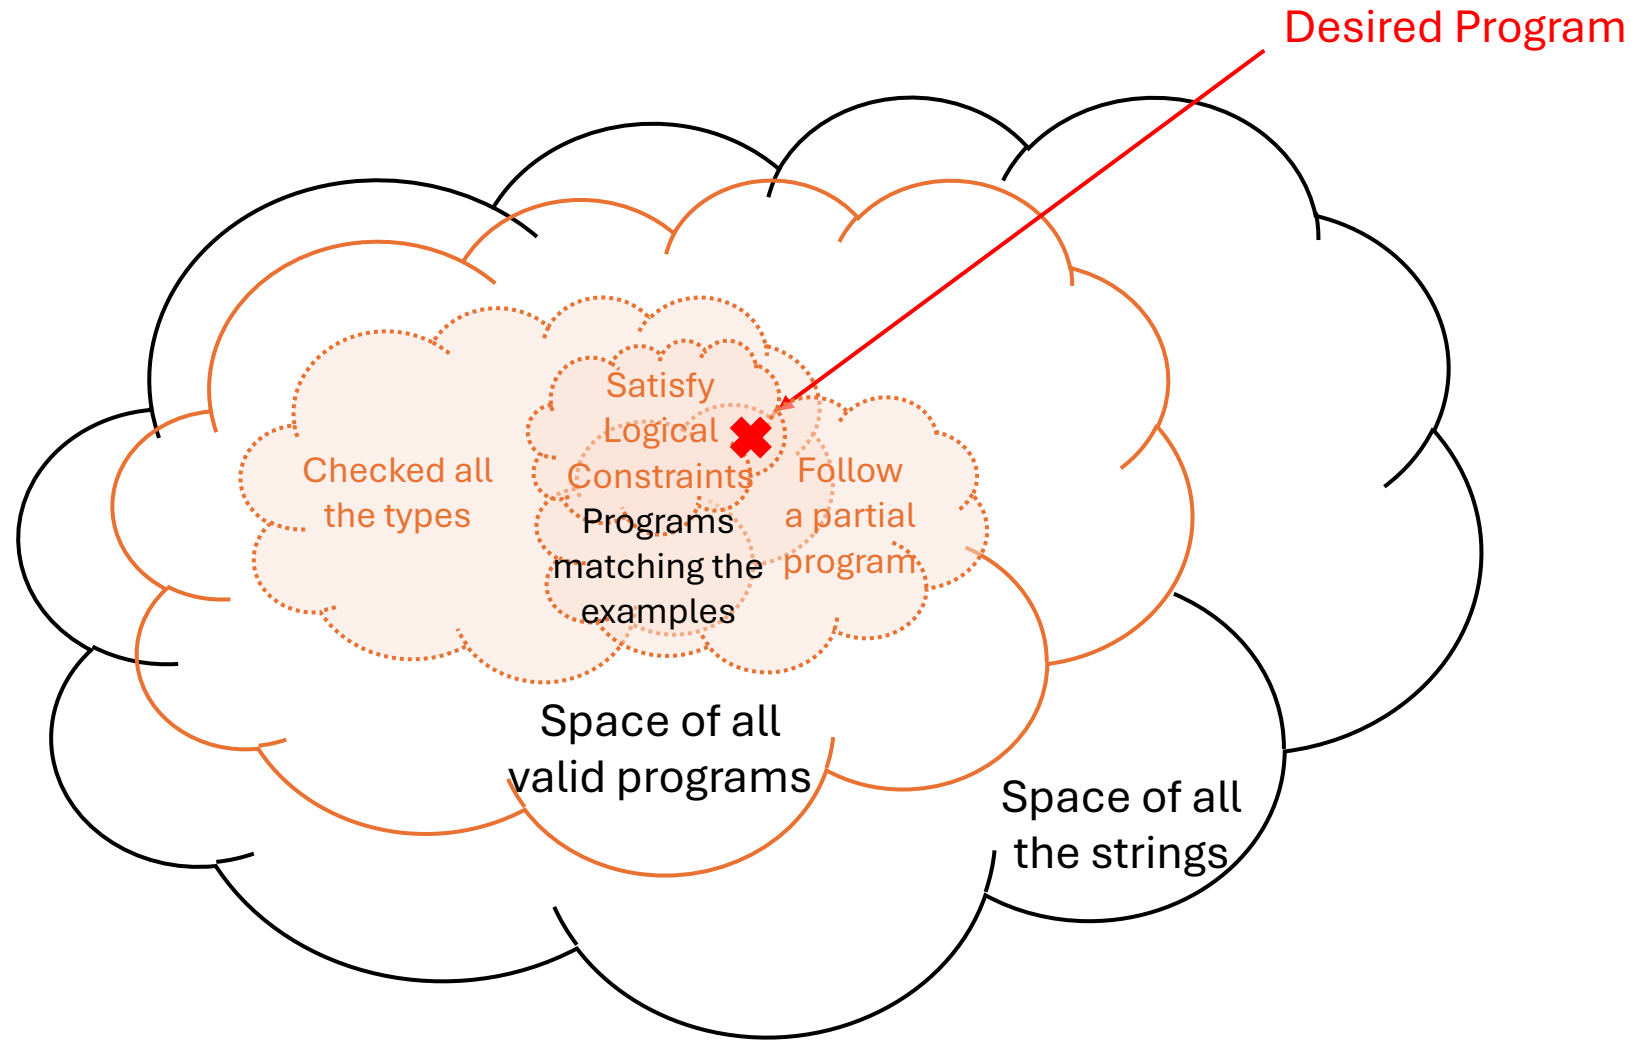 Desired Program
Satisfy
Logical
Constraints
Checked all
the types
Follow
a partial
program
Programs
matching the
examples
Space of all
valid programs
Space of all
the strings